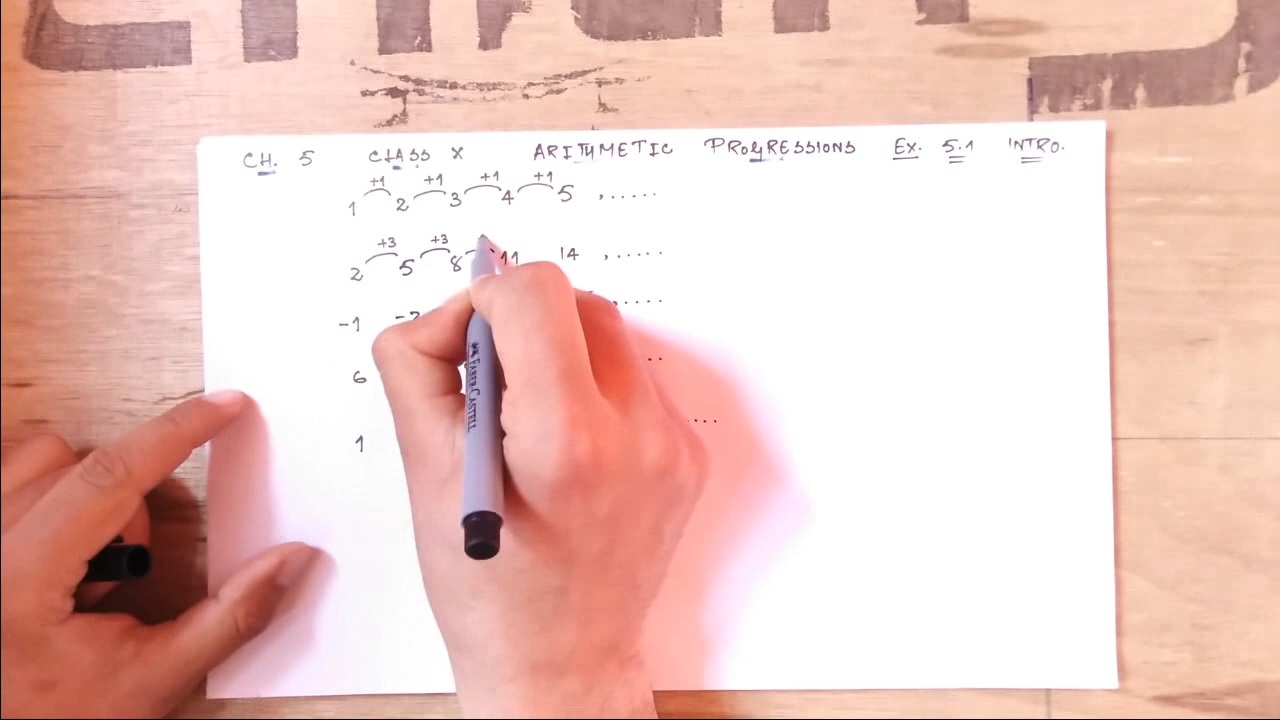 CH. 5 CLASS X ARITYMETIC PROGRESSIONS Ex. 5.1 INTRO.
+1 +1 +1 +1
1 2 3 4 5 , .....
+3 +3
2 5 8 11 14 , .....
-1 , ....
6 ..
1 ....
FABER-CASTELL